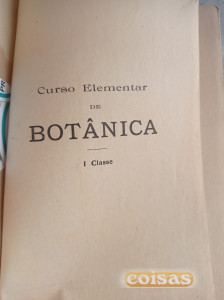 Curso Elementar
DE
BOTÂNICA
I Classe
coisas